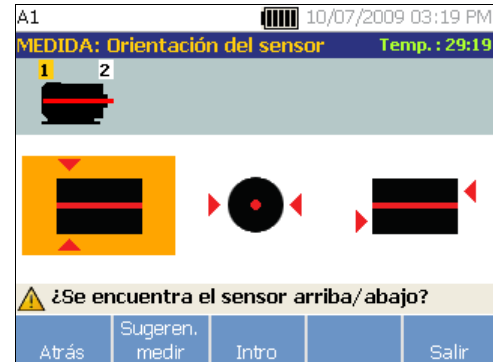 A1 10/07/2009 03:19 PM
MEDIDA: Orientación del sensor Temp. : 29:19
1 2
¿Se encuentra el sensor arriba/abajo?
Atrás Sugeren. medir Intro Salir